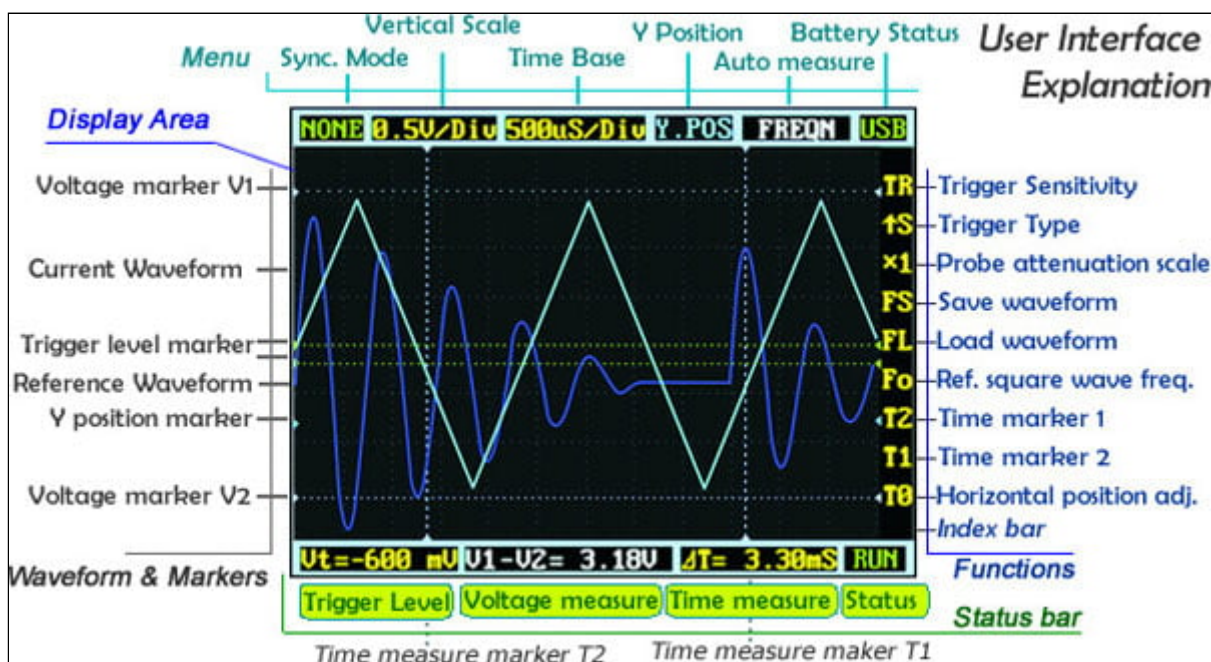 User Interface
Explanation
Menu
Sync. Mode
Vertical Scale
Time Base
Y Position
Auto measure
Battery Status
Display Area
NONE 0.5V/Div 500uS/Div Y.POS FREQN USB
Voltage marker V1
Current Waveform
Trigger level marker
Reference Waveform
Y position marker
Voltage marker V2
Waveform & Markers
TR
↑S
×1
FS
FL
Fo
T2
T1
T0
Trigger Sensitivity
Trigger Type
Probe attenuation scale
Save waveform
Load waveform
Ref. square wave freq.
Time marker 1
Time marker 2
Horizontal position adj.
Index bar
Functions
Vt=-600 mV V1-V2= 3.18V ΔT= 3.30mS RUN
Trigger Level Voltage measure Time measure Status
Status bar
Time measure marker T2
Time measure maker T1